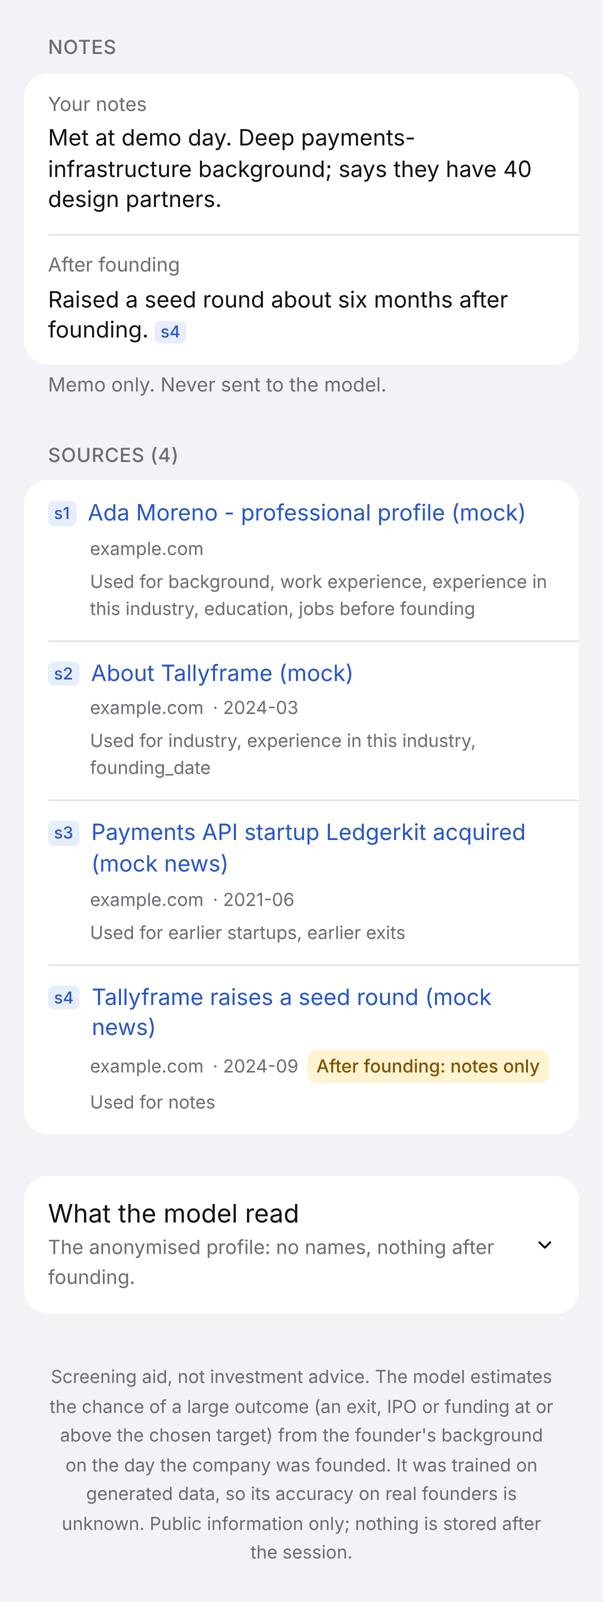 NOTES
Your notes
Met at demo day. Deep payments-
infrastructure background; says they have 40
design partners.
After founding
Raised a seed round about six months after
founding. s4
Memo only. Never sent to the model.
SOURCES (4)
s1 Ada Moreno - professional profile (mock)
example.com
Used for background, work experience, experience in
this industry, education, jobs before founding
s2 About Tallyframe (mock)
example.com · 2024-03
Used for industry, experience in this industry,
founding_date
s3 Payments API startup Ledgerkit acquired
(mock news)
example.com · 2021-06
Used for earlier startups, earlier exits
s4 Tallyframe raises a seed round (mock
news)
example.com · 2024-09 After founding: notes only
Used for notes
What the model read
The anonymised profile: no names, nothing after
founding.
Screening aid, not investment advice. The model estimates
the chance of a large outcome (an exit, IPO or funding at or
above the chosen target) from the founder's background
on the day the company was founded. It was trained on
generated data, so its accuracy on real founders is
unknown. Public information only; nothing is stored after
the session.